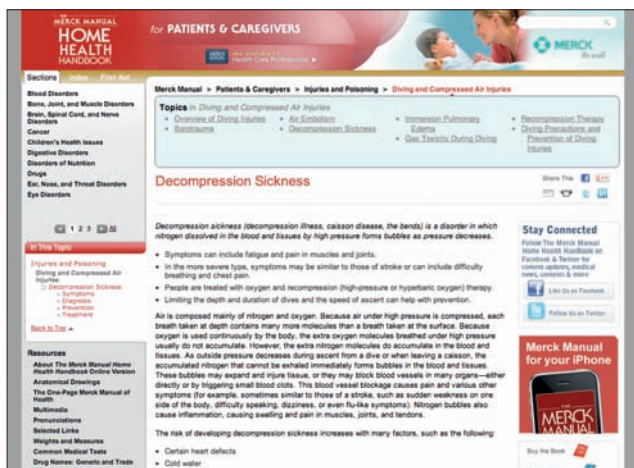 THE
MERCK MANUAL
HOME
HEALTH
HANDBOOK
for PATIENTS & CAREGIVERS
MERCK
Be well
Sections Index First Aid
Blood Disorders
Bone, Joint, and Muscle Disorders
Brain, Spinal Cord, and Nerve
Disorders
Cancer
Children's Health Issues
Digestive Disorders
Disorders of Nutrition
Drugs
Ear, Nose, and Throat Disorders
Eye Disorders
1 2 3 All
In This Topic
Injuries and Poisoning
Diving and Compressed Air
Injuries
Decompression Sickness
Symptoms
Diagnosis
Prevention
Treatment
Back to Top
Resources
About The Merck Manual Home
Health Handbook Online Version
Anatomical Drawings
The One-Page Merck Manual of
Health
Multimedia
Pronunciations
Selected Links
Weights and Measures
Common Medical Tests
Drug Names: Generic and Trade
Merck Manual > Patients & Caregivers > Injuries and Poisoning > Diving and Compressed Air Injuries
Topics in Diving and Compressed Air Injuries
Overview of Diving Injuries
Barotrauma
Air Embolism
Decompression Sickness
Immersion Pulmonary
Edema
Gas Toxicity During Diving
Recompression Therapy
Diving Precautions and
Prevention of Diving
Injuries
Decompression Sickness
Share This
Decompression sickness (decompression illness, caisson disease, the bends) is a disorder in which
nitrogen dissolved in the blood and tissues by high pressure forms bubbles as pressure decreases.
• Symptoms can include fatigue and pain in muscles and joints.
• In the more severe type, symptoms may be similar to those of stroke or can include difficulty
breathing and chest pain.
• People are treated with oxygen and recompression (high-pressure or hyperbaric oxygen) therapy.
• Limiting the depth and duration of dives and the speed of ascent can help with prevention.
Air is composed mainly of nitrogen and oxygen. Because air under high pressure is compressed, each
breath taken at depth contains many more molecules than a breath taken at the surface. Because
oxygen is used continuously by the body, the extra oxygen molecules breathed under high pressure
usually do not accumulate. However, the extra nitrogen molecules do accumulate in the blood and
tissues. As outside pressure decreases during ascent from a dive or when leaving a caisson, the
accumulated nitrogen that cannot be exhaled immediately forms bubbles in the blood and tissues.
These bubbles may expand and injure tissue, or they may block blood vessels in many organs—either
directly or by triggering small blood clots. This blood vessel blockage causes pain and various other
symptoms (for example, sometimes similar to those of a stroke, such as sudden weakness on one
side of the body, difficulty speaking, dizziness, or even flu-like symptoms). Nitrogen bubbles also
cause inflammation, causing swelling and pain in muscles, joints, and tendons.
The risk of developing decompression sickness increases with many factors, such as the following:
• Certain heart defects
• Cold water
Stay Connected
Follow The Merck Manual
Home Health Handbook on
Facebook & Twitter for
content updates, medical
news, contests & more
Like Us on Facebook
Follow Us on Twitter
Merck Manual
for your iPhone
THE
MERCK
MANUAL
Buy the Book